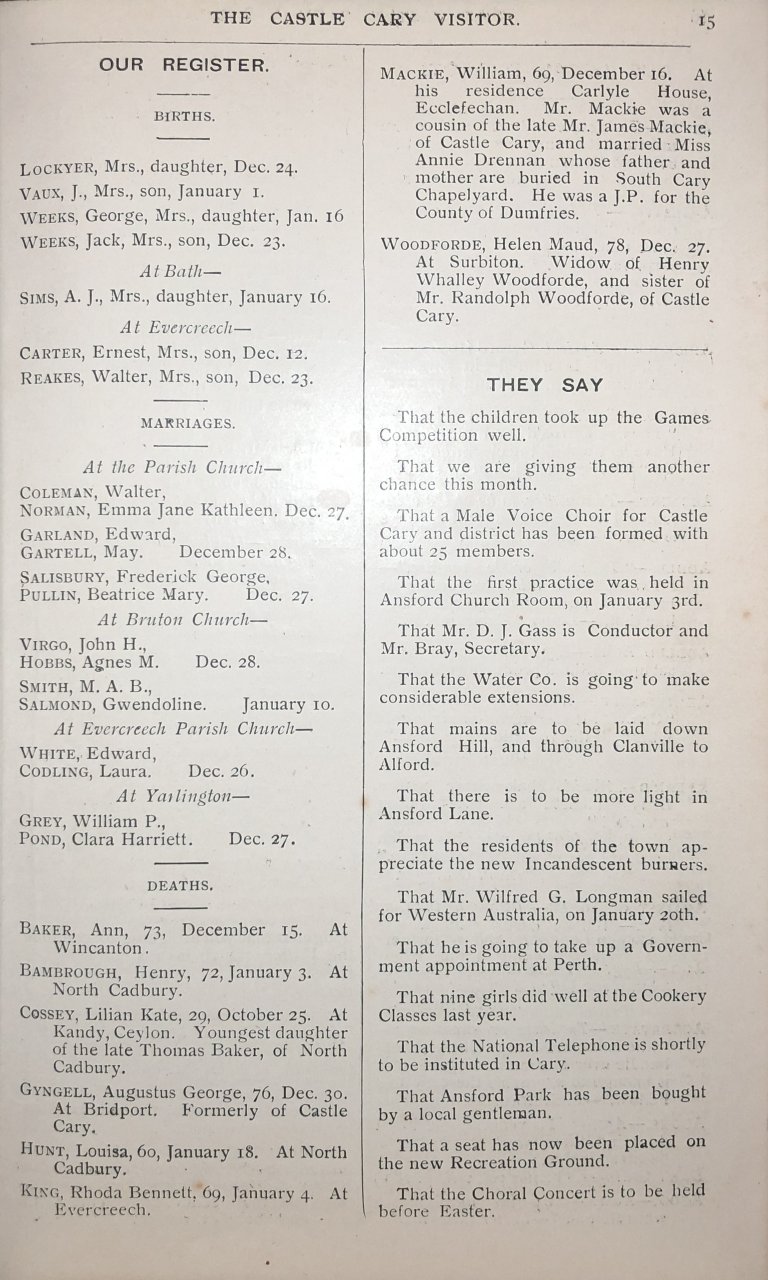 THE CASTLE CARY VISITOR.
15
OUR REGISTER.
BIRTHS.
LOCKYER, Mrs., daughter, Dec. 24.
VAUX, J., Mrs., son, January 1.
WEEKS, George, Mrs., daughter, Jan. 16
WEEKS, Jack, Mrs., son, Dec. 23.
At Bath—
SIMS, A. J., Mrs., daughter, January 16.
At Evercreech—
CARTER, Ernest, Mrs., son, Dec. 12.
REAKES, Walter, Mrs., son, Dec. 23.
MARRIAGES.
At the Parish Church—
COLEMAN, Walter,
NORMAN, Emma Jane Kathleen. Dec. 27.
GARLAND, Edward,
GARTELL, May. December 28.
SALISBURY, Frederick George,
PULLIN, Beatrice Mary. Dec. 27.
At Bruton Church—
VIRGO, John H.,
HOBBS, Agnes M. Dec. 28.
SMITH, M. A. B.,
SALMOND, Gwendoline. January 10.
At Evercreech Parish Church—
WHITE, Edward,
CODLING, Laura. Dec. 26.
At Yarlington—
GREY, William P.,
POND, Clara Harriett. Dec. 27.
DEATHS.
BAKER, Ann, 73, December 15. At
Wincanton.
BAMBROUGH, Henry, 72, January 3. At
North Cadbury.
COSSEY, Lilian Kate, 29, October 25. At
Kandy, Ceylon. Youngest daughter
of the late Thomas Baker, of North
Cadbury.
GYNGELL, Augustus George, 76, Dec. 30.
At Bridport. Formerly of Castle
Cary.
HUNT, Louisa, 60, January 18. At North
Cadbury.
KING, Rhoda Bennett, 69, January 4. At
Evercreech.
MACKIE, William, 69, December 16. At
his residence Carlyle House,
Ecclefechan. Mr. Mackie was a
cousin of the late Mr. James Mackie,
of Castle Cary, and married Miss
Annie Drennan whose father and
mother are buried in South Cary
Chapelyard. He was a J.P. for the
County of Dumfries.
WOODFORDE, Helen Maud, 78, Dec. 27.
At Surbiton. Widow of Henry
Whalley Woodforde, and sister of
Mr. Randolph Woodforde, of Castle
Cary.
THEY SAY
That the children took up the Games
Competition well.
That we are giving them another
chance this month.
That a Male Voice Choir for Castle
Cary and district has been formed with
about 25 members.
That the first practice was held in
Ansford Church Room, on January 3rd.
That Mr. D. J. Gass is Conductor and
Mr. Bray, Secretary.
That the Water Co. is going to make
considerable extensions.
That mains are to be laid down
Ansford Hill, and through Clanville to
Alford.
That there is to be more light in
Ansford Lane.
That the residents of the town ap-
preciate the new Incandescent burners.
That Mr. Wilfred G. Longman sailed
for Western Australia, on January 20th.
That he is going to take up a Govern-
ment appointment at Perth.
That nine girls did well at the Cookery
Classes last year.
That the National Telephone is shortly
to be instituted in Cary.
That Ansford Park has been bought
by a local gentleman.
That a seat has now been placed on
the new Recreation Ground.
That the Choral Concert is to be held
before Easter.